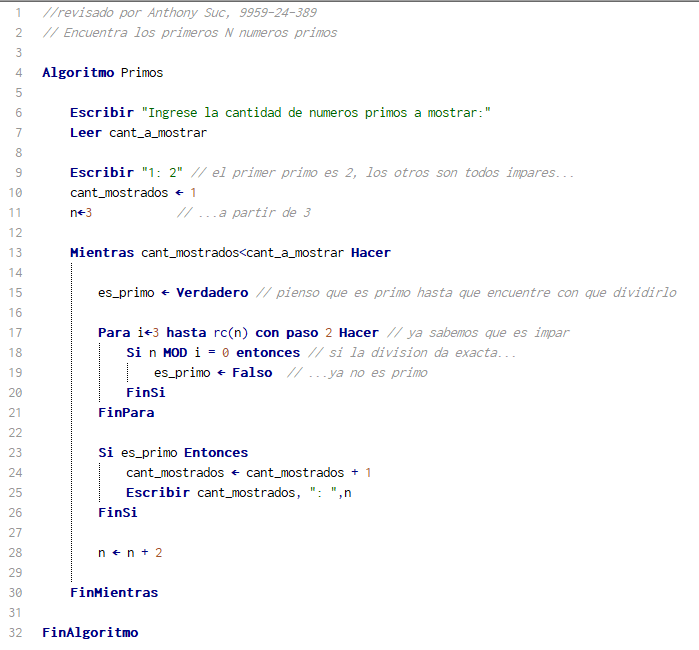 1 //revisado por Anthony Suc, 9959-24-389
2 // Encuentra los primeros N numeros primos
3
4 Algoritmo Primos
5
6 Escribir "Ingrese la cantidad de numeros primos a mostrar:"
7 Leer cant_a_mostrar
8
9 Escribir "1: 2" // el primer primo es 2, los otros son todos impares...
10 cant_mostrados ← 1
11 n←3 // ...a partir de 3
12
13 Mientras cant_mostrados<cant_a_mostrar Hacer
14
15 es_primo ← Verdadero // pienso que es primo hasta que encuentre con que dividirlo
16
17 Para i←3 hasta rc(n) con paso 2 Hacer // ya sabemos que es impar
18 Si n MOD i = 0 entonces // si la division da exacta...
19 es_primo ← Falso // ...ya no es primo
20 FinSi
21 FinPara
22
23 Si es_primo Entonces
24 cant_mostrados ← cant_mostrados + 1
25 Escribir cant_mostrados, ": ",n
26 FinSi
27
28 n ← n + 2
29
30 FinMientras
31
32 FinAlgoritmo